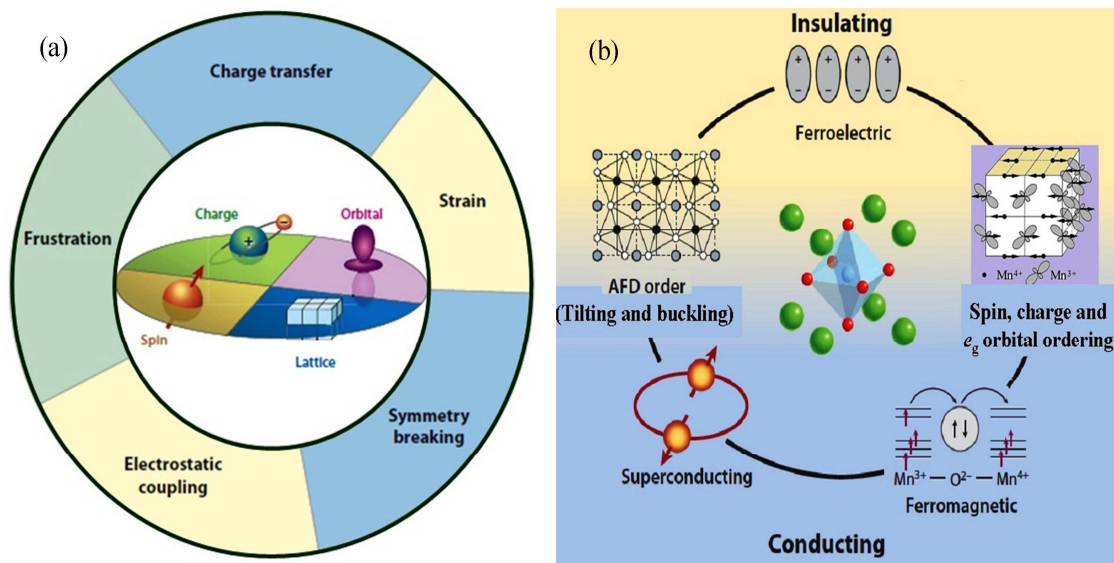 (a)
Charge transfer
Strain
Frustration
Charge
−
+
Orbital
Spin
Lattice
Symmetry
breaking
Electrostatic
coupling
(b)
Insulating
+ + + +
− − − −
Ferroelectric
AFD order
(Tilting and buckling)
• Mn4+ Mn3+
Spin, charge and
eg orbital ordering
Superconducting
Mn3+ — O2− — Mn4+
Ferromagnetic
Conducting